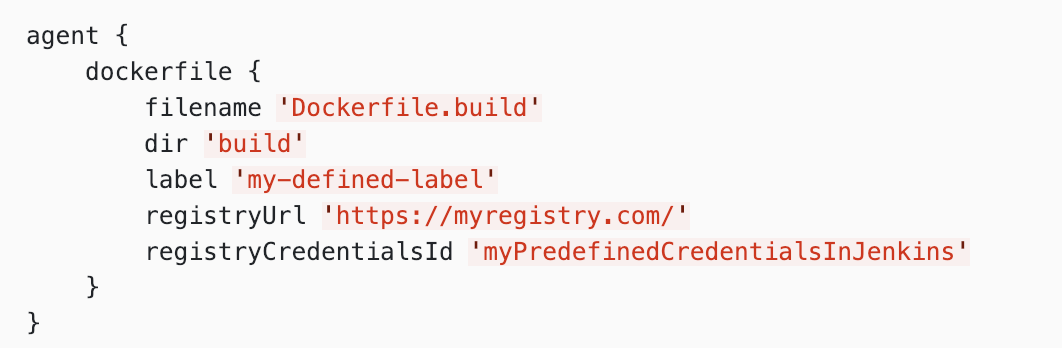 agent {
    dockerfile {
        filename 'Dockerfile.build'
        dir 'build'
        label 'my-defined-label'
        registryUrl 'https://myregistry.com/'
        registryCredentialsId 'myPredefinedCredentialsInJenkins'
    }
}